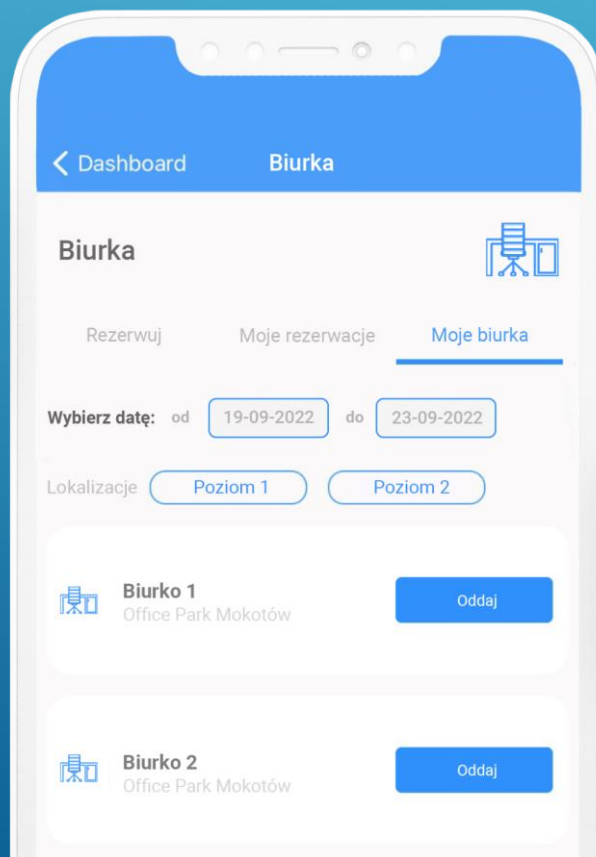 Dashboard Biurka
Biurka
Rezerwuj Moje rezerwacje Moje biurka
Wybierz datę: od 19-09-2022 do 23-09-2022
Lokalizacje Poziom 1 Poziom 2
Biurko 1
Office Park Mokotów
Oddaj
Biurko 2
Office Park Mokotów
Oddaj